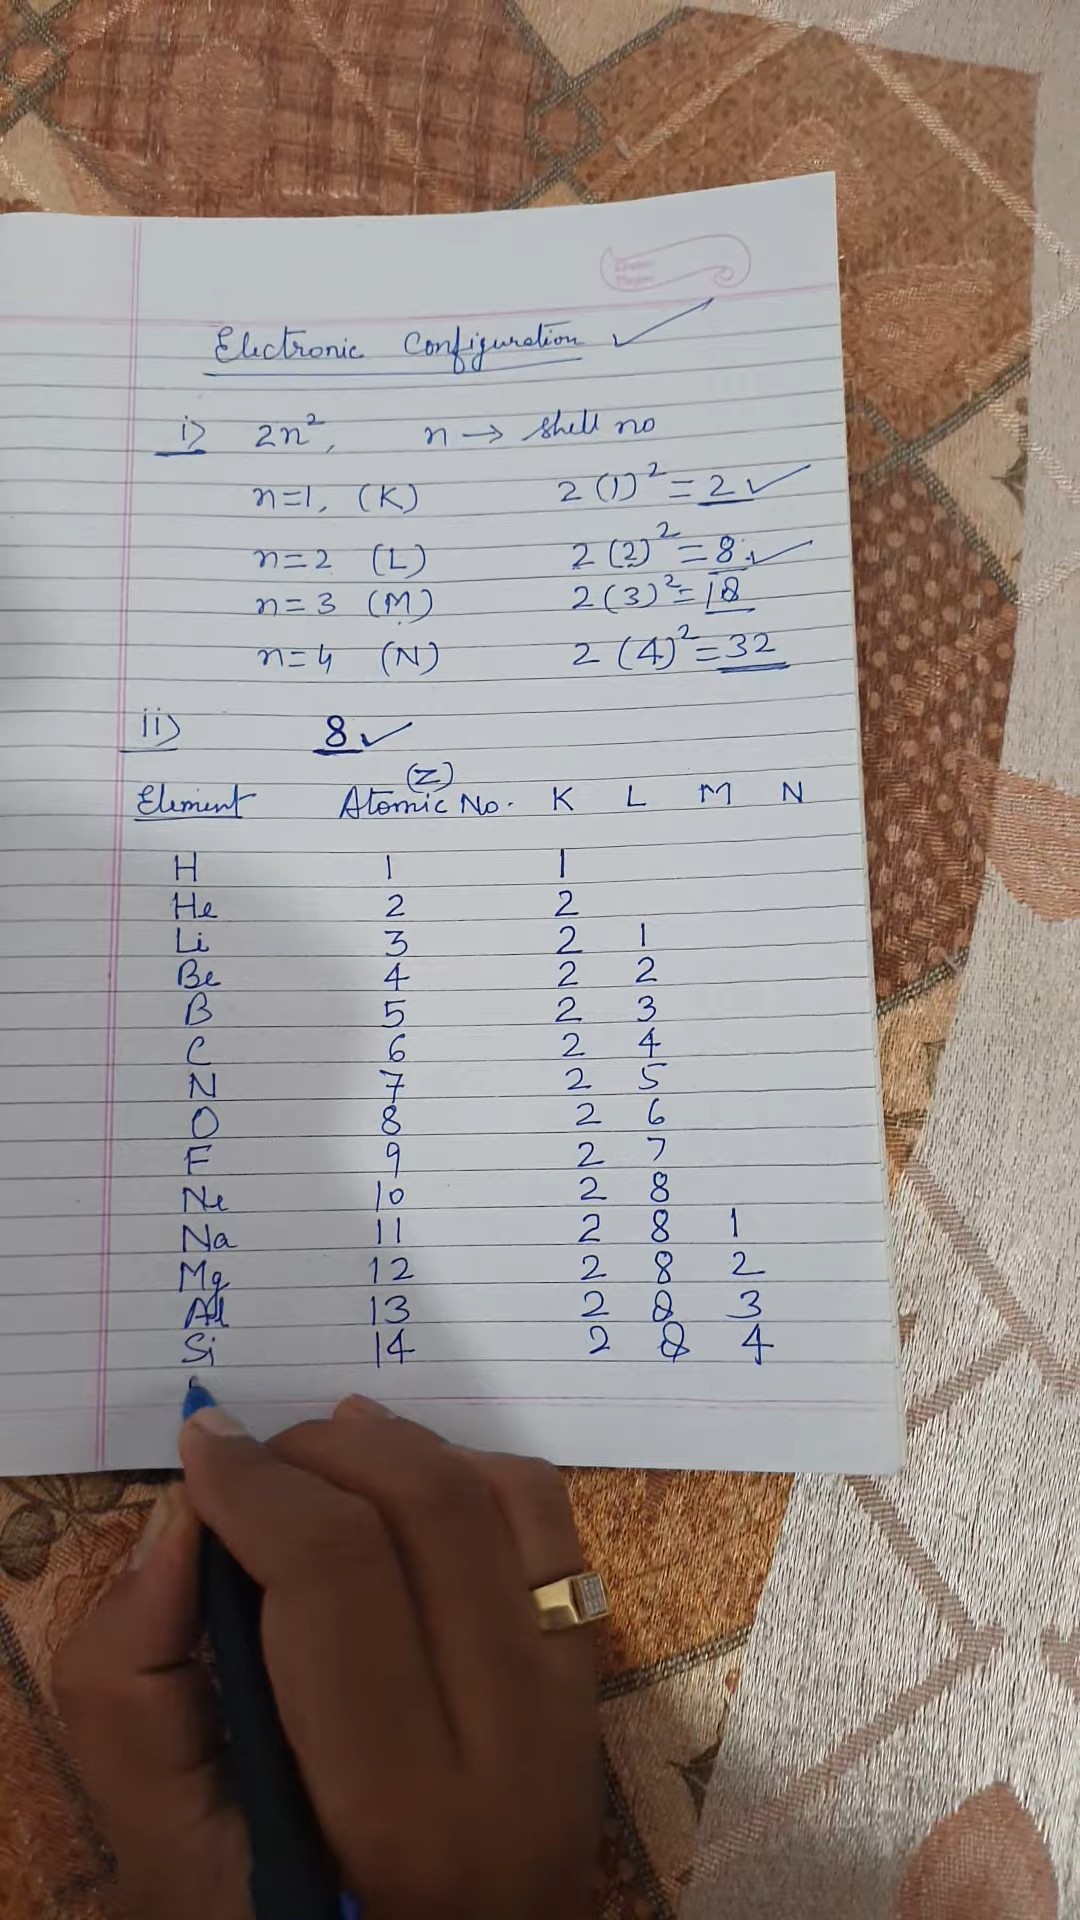 Electronic Configuration ✓
i) 2n², n → shell no
n=1, (K) 2(1)² = 2 ✓
n=2 (L) 2(2)² = 8 ✓
n=3 (M) 2(3)² = 18
n=4 (N) 2(4)² = 32
ii) 8 ✓
(Z)
Element Atomic No. K L M N
H 1 1
He 2 2
Li 3 2 1
Be 4 2 2
B 5 2 3
C 6 2 4
N 7 2 5
O 8 2 6
F 9 2 7
Ne 10 2 8
Na 11 2 8 1
Mg 12 2 8 2
Al 13 2 8 3
Si 14 2 8 4